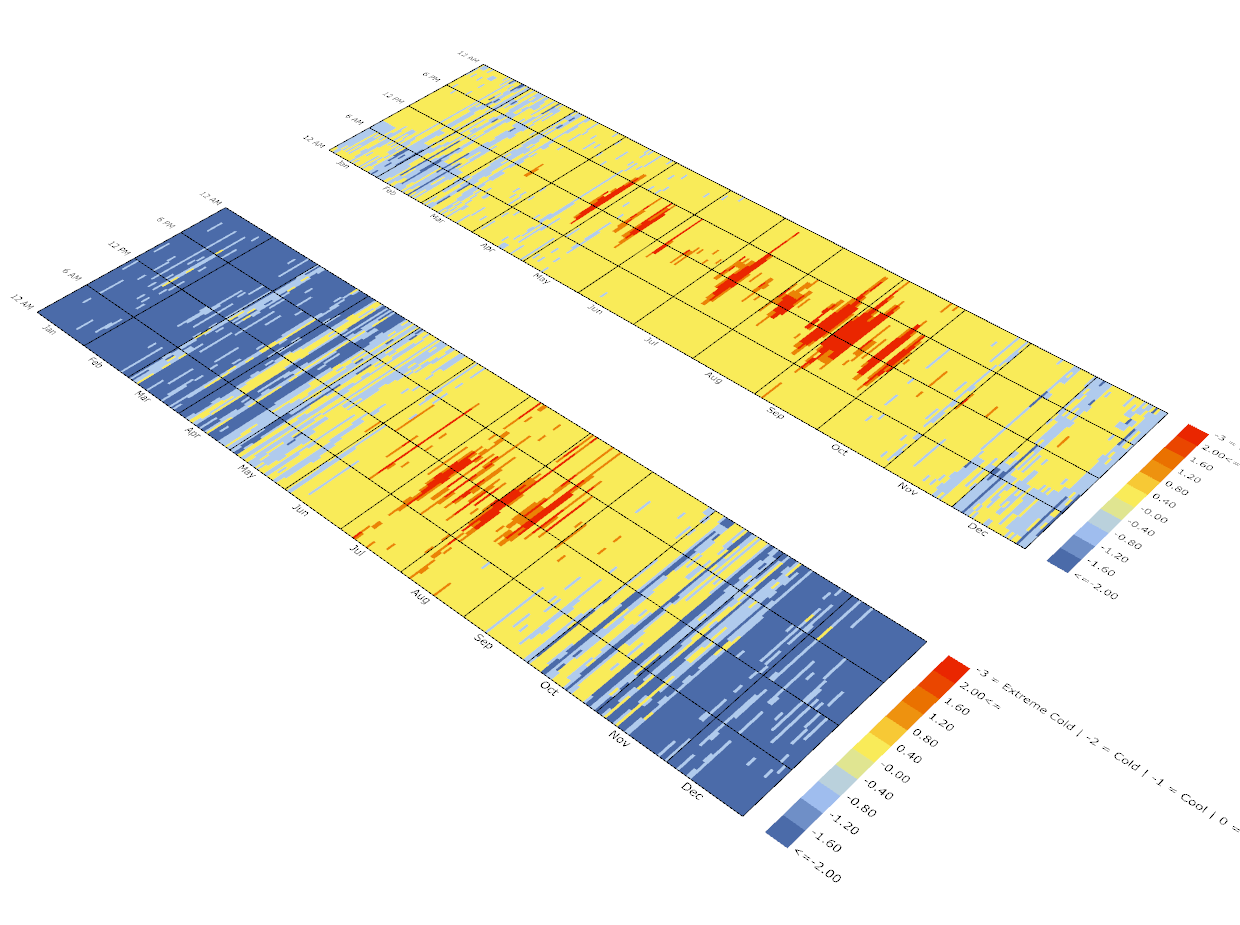 12 AM
6 PM
12 PM
6 AM
12 AM
Jan
Feb
Mar
Apr
May
Jun
Jul
Aug
Sep
Oct
Nov
Dec
-3 =
2.00<=
1.60
1.20
0.80
0.40
-0.00
-0.40
-0.80
-1.20
-1.60
<=-2.00
12 AM
6 PM
12 PM
6 AM
12 AM
Jan
Feb
Mar
Apr
May
Jun
Jul
Aug
Sep
Oct
Nov
Dec
-3 = Extreme Cold | -2 = Cold | -1 = Cool | 0 =
2.00<=
1.60
1.20
0.80
0.40
-0.00
-0.40
-0.80
-1.20
-1.60
<=-2.00